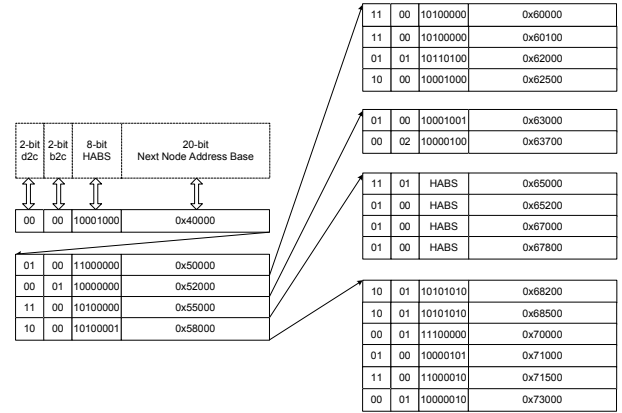 2-bit d2c 2-bit b2c 8-bit HABS 20-bit Next Node Address Base
00 00 10001000 0x40000
01 00 11000000 0x50000
00 01 10000000 0x52000
11 00 10100000 0x55000
10 00 10100001 0x58000
11 00 10100000 0x60000
11 00 10100000 0x60100
01 01 10110100 0x62000
10 00 10001000 0x62500
01 00 10001001 0x63000
00 02 10000100 0x63700
11 01 HABS 0x65000
01 00 HABS 0x65200
01 00 HABS 0x67000
01 00 HABS 0x67800
10 01 10101010 0x68200
10 01 10101010 0x68500
00 01 11100000 0x70000
01 00 10000101 0x71000
11 00 11000010 0x71500
00 01 10000010 0x73000